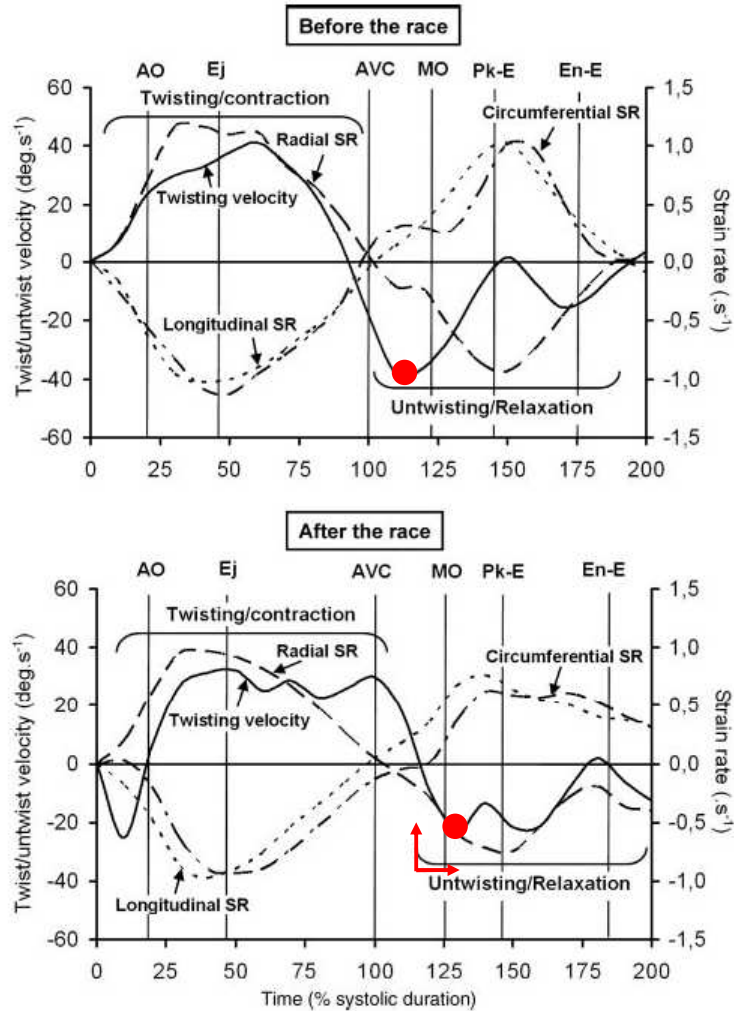 Before the race
AO Ej AVC MO Pk-E En-E
Twisting/contraction
Circumferential SR
Radial SR
Twisting velocity
Longitudinal SR
Untwisting/Relaxation
Twist/untwist velocity (deg.s⁻¹)
60
40
20
0
-20
-40
-60
Strain rate (.s⁻¹)
1,5
1,0
0,5
0,0
-0,5
-1,0
-1,5
0 25 50 75 100 125 150 175 200
After the race
AO Ej AVC MO Pk-E En-E
Twisting/contraction
Radial SR
Circumferential SR
Twisting velocity
Longitudinal SR
Untwisting/Relaxation
Twist/untwist velocity (deg.s⁻¹)
60
40
20
0
-20
-40
-60
Strain rate (.s⁻¹)
1,5
1,0
0,5
0,0
-0,5
-1,0
-1,5
0 25 50 75 100 125 150 175 200
Time (% systolic duration)